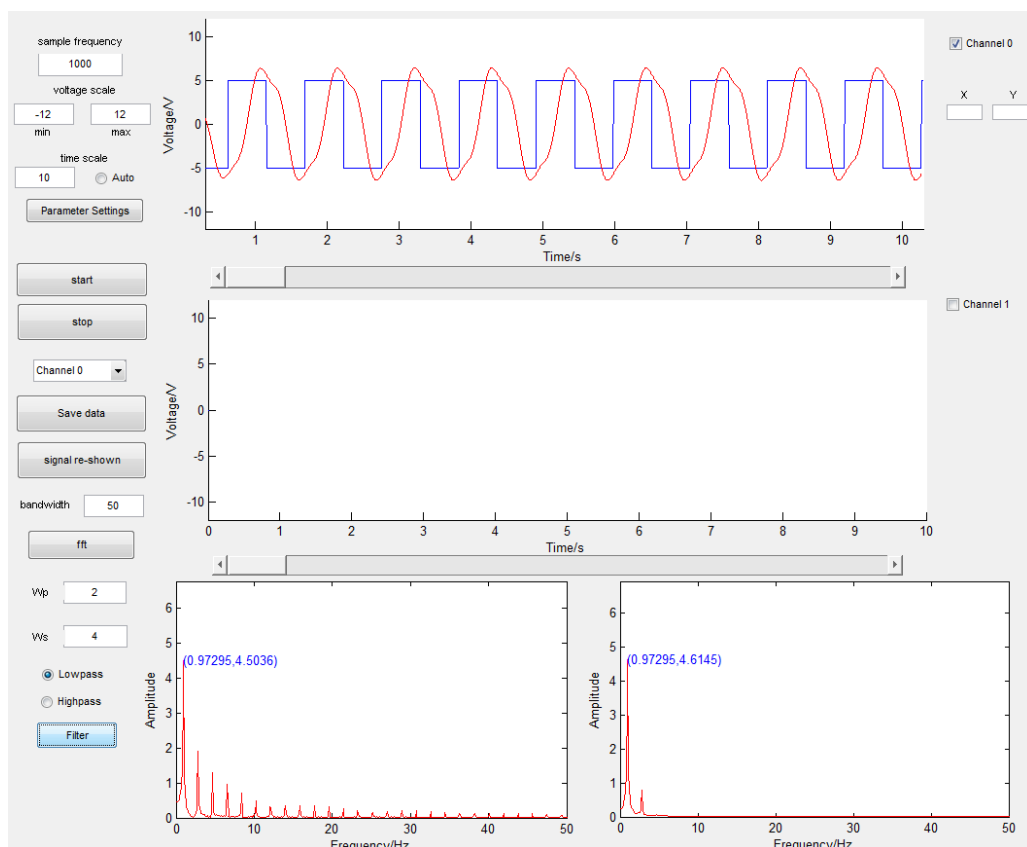 sample frequency
1000
voltage scale
-12 12
min max
time scale
10 Auto
Parameter Settings
start
stop
Channel 0
Save data
signal re-shown
bandwidth 50
fft
Wp 2
Ws 4
Lowpass
Highpass
Filter
10
5
0
-5
-10
Voltage/V
1 2 3 4 5 6 7 8 9 10
Time/s
Channel 0
X Y
10
5
0
-5
-10
Voltage/V
0 1 2 3 4 5 6 7 8 9 10
Time/s
Channel 1
6
5
4
3
2
1
0
Amplitude
(0.97295,4.5036)
0 10 20 30 40 50
Frequency/Hz
6
5
4
3
2
1
0
Amplitude
(0.97295,4.6145)
0 10 20 30 40 50
Frequency/Hz